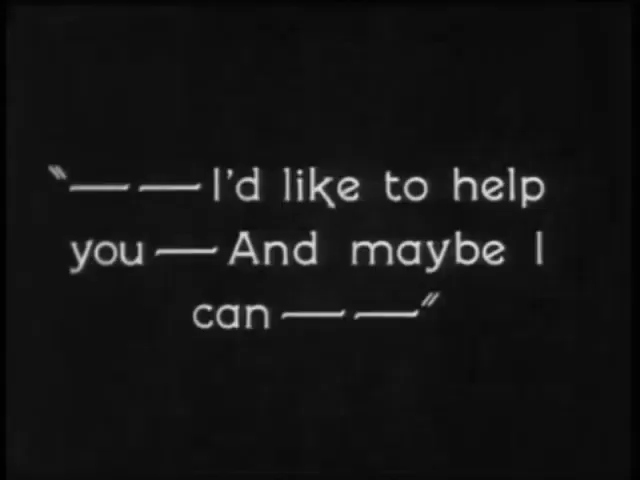 "— — I'd like to help
you — And maybe I
can — —"